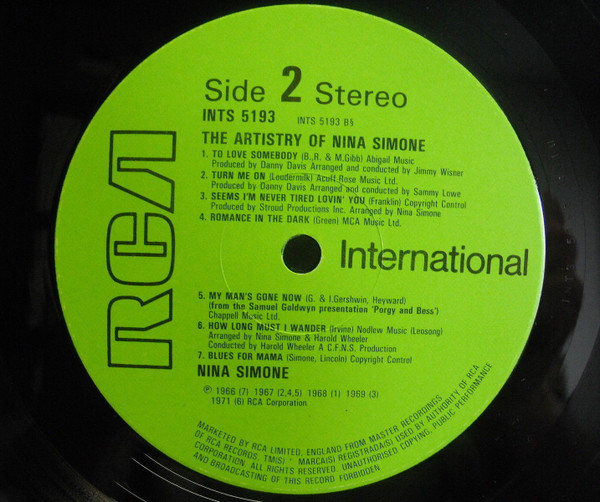 RCA
Side 2 Stereo
INTS 5193 INTS 5193 B§
THE ARTISTRY OF NINA SIMONE
1. TO LOVE SOMEBODY (B.,R. & M.Gibb) Abigail Music
Produced by Danny Davis Arranged and conducted by Jimmy Wisner
2. TURN ME ON (Loudermilk) Acuff Rose Music Ltd.
Produced by Danny Davis Arranged and conducted by Sammy Lowe
3. SEEMS I'M NEVER TIRED LOVIN' YOU (Franklin) Copyright Control
Produced by Stroud Productions Inc. Arranged by Nina Simone
4. ROMANCE IN THE DARK (Green) MCA Music Ltd.
International
5. MY MAN'S GONE NOW (G. & I.Gershwin, Heyward)
(from the Samuel Goldwyn presentation 'Porgy and Bess')
Chappell Music Ltd.
6. HOW LONG MUST I WANDER (Irvine) Nodlew Music (Leosong)
Arranged by Nina Simone & Harold Wheeler
Conducted by Harold Wheeler A C.F.N.S. Production
7. BLUES FOR MAMA (Simone, Lincoln) Copyright Control
NINA SIMONE
℗ 1966 (7) 1967 (2,4,5) 1968 (1) 1969 (3)
1971 (6) RCA Corporation
MARKETED BY RCA LIMITED, ENGLAND FROM MASTER RECORDINGS
OF RCA RECORDS. TM(S) ® MARCA(S) REGISTRADA(S) USED BY AUTHORITY OF RCA
CORPORATION. ALL RIGHTS RESERVED. UNAUTHORISED COPYING, PUBLIC PERFORMANCE
AND BROADCASTING OF THIS RECORD FORBIDDEN